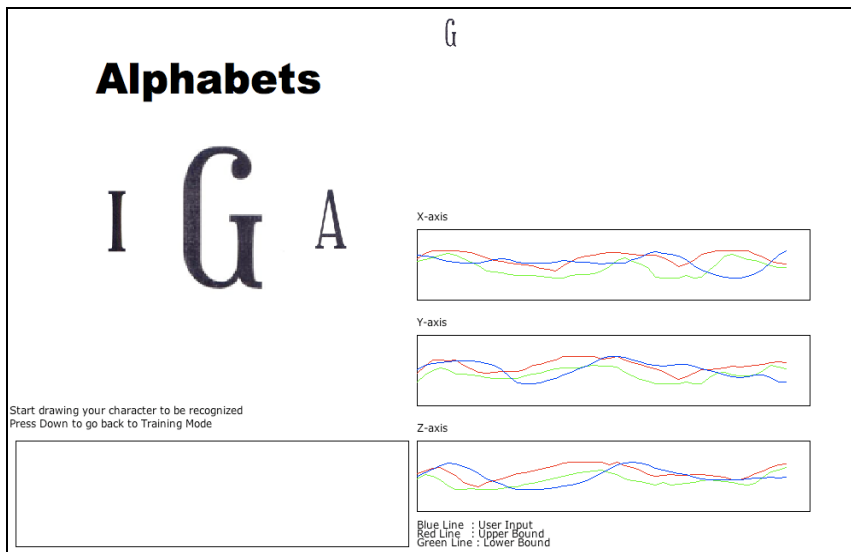 G
Alphabets
I G A
X-axis
Y-axis
Start drawing your character to be recognized
Press Down to go back to Training Mode
Z-axis
Blue Line : User Input
Red Line : Upper Bound
Green Line : Lower Bound